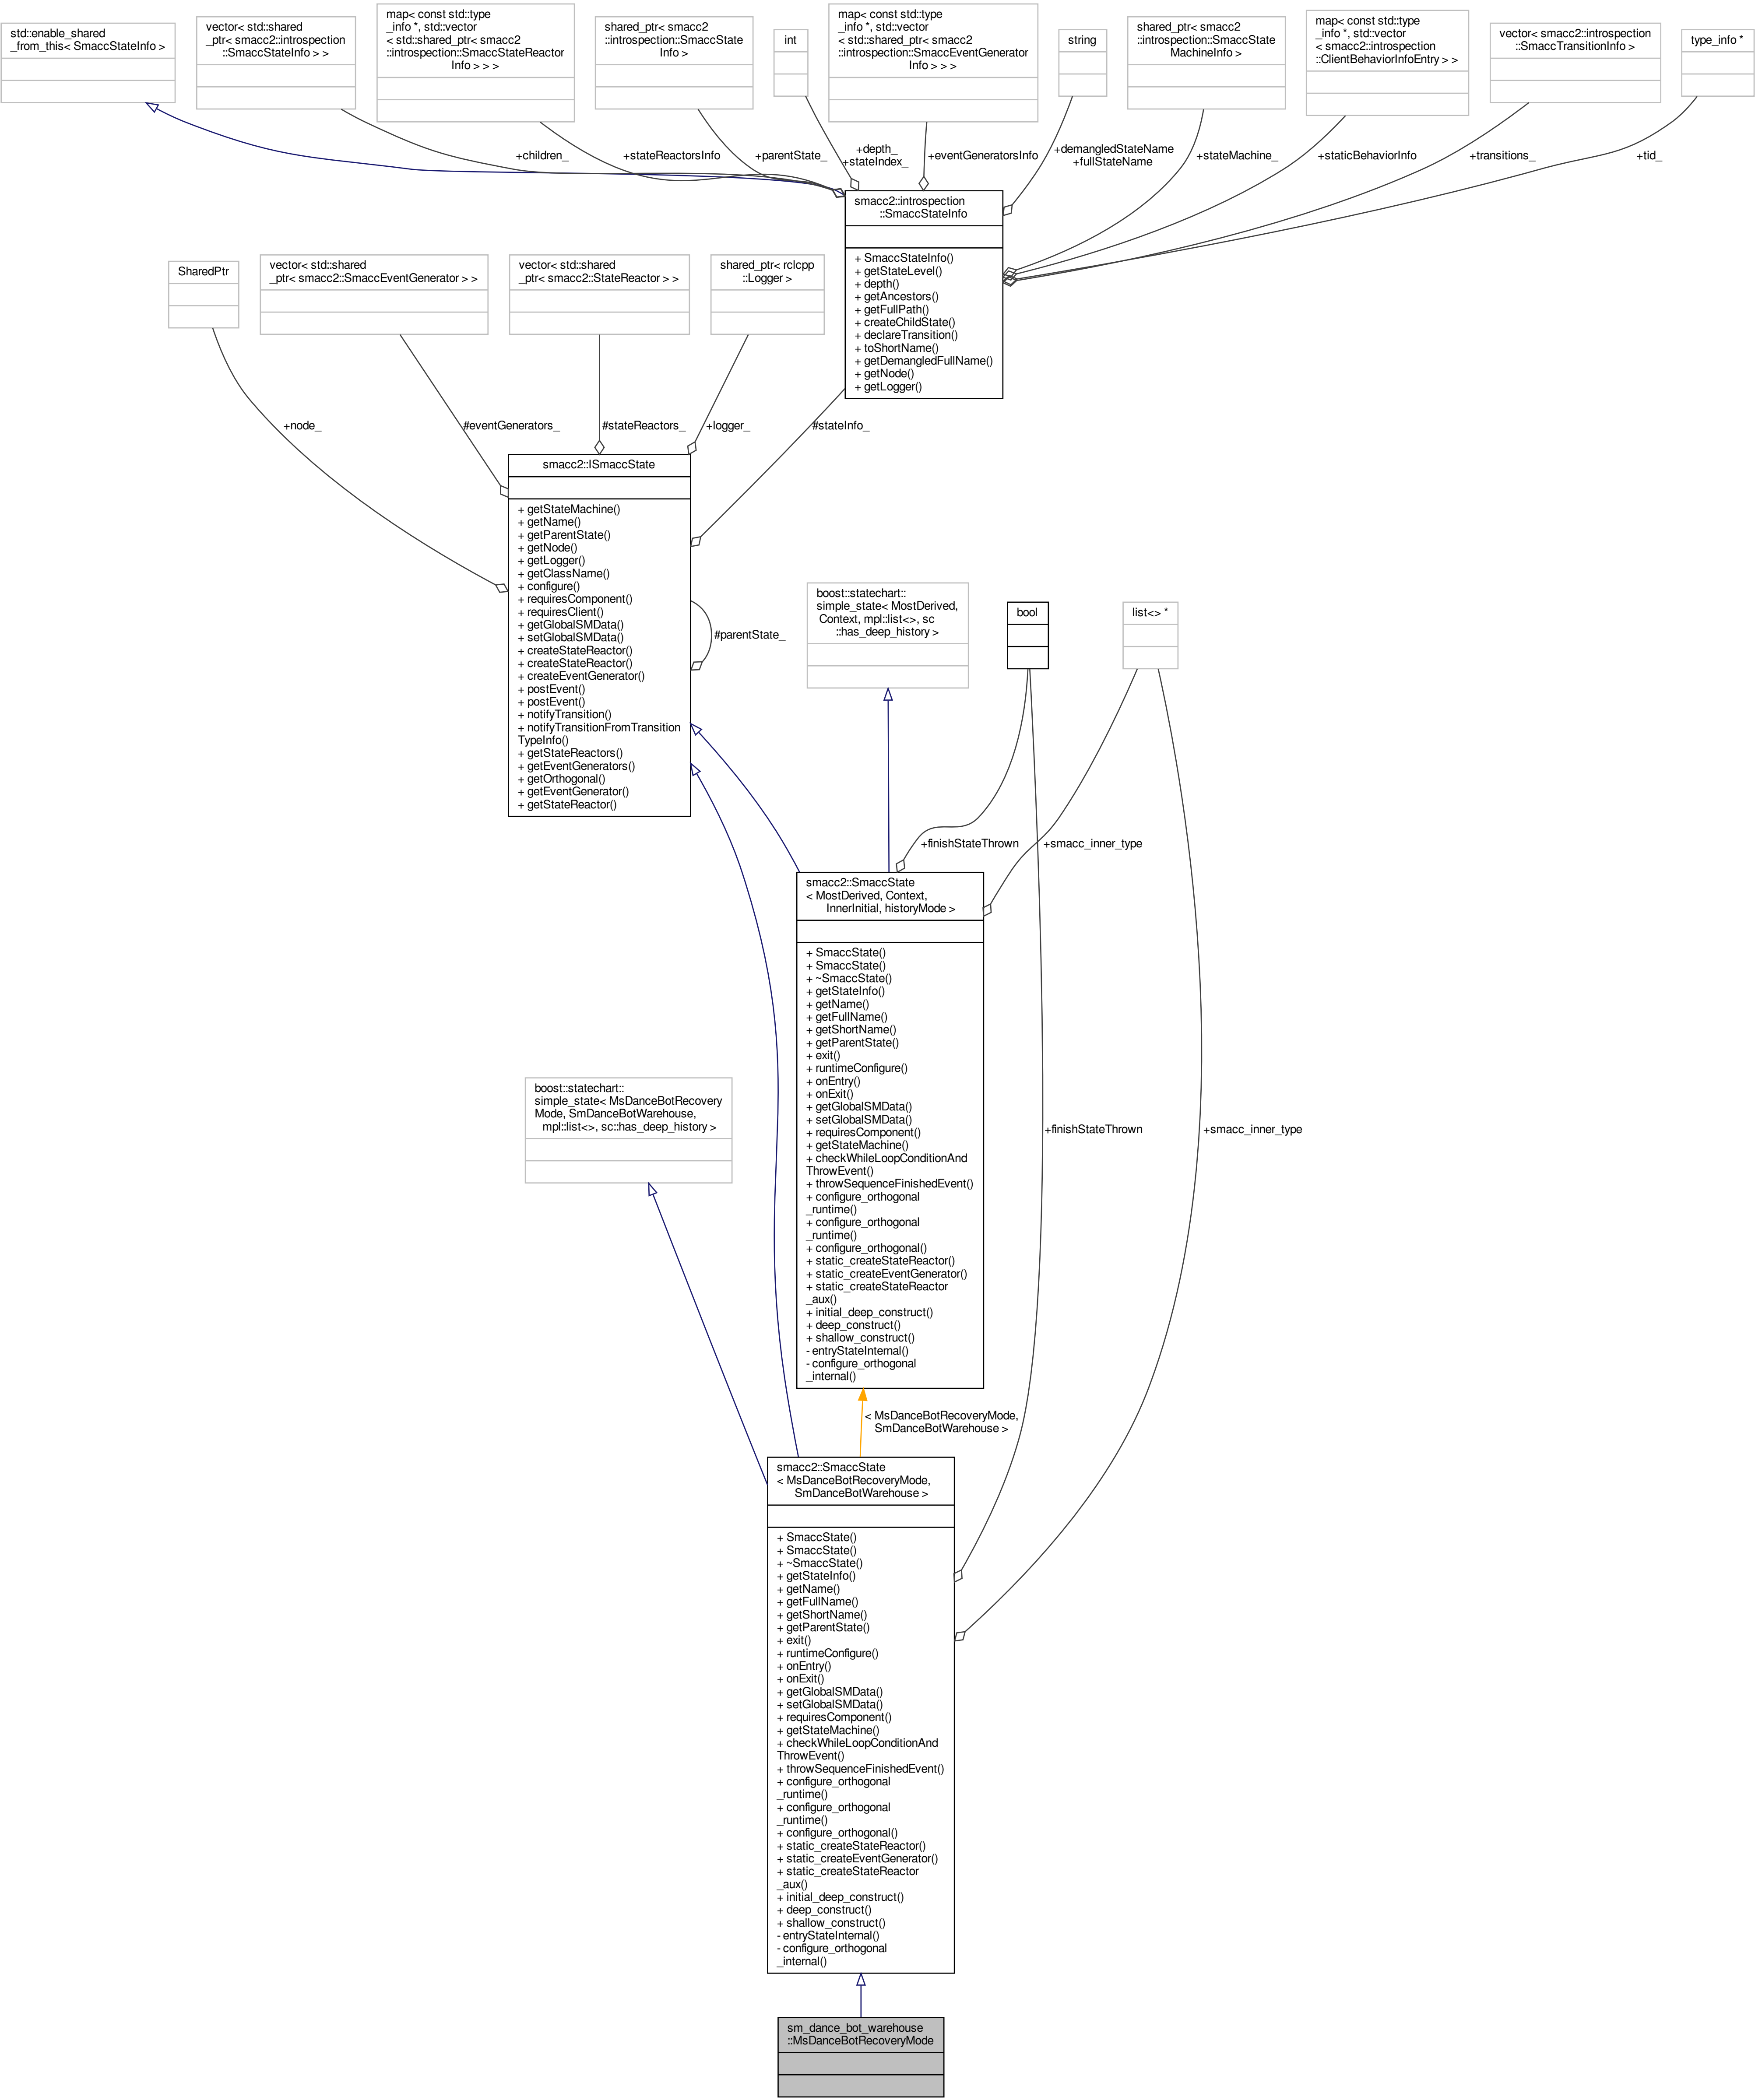 std::enable_shared
_from_this< SmaccStateInfo >
vector< std::shared
_ptr< smacc2::introspection
::SmaccStateInfo > >
map< const std::type
_info *, std::vector
< std::shared_ptr< smacc2
::introspection::SmaccStateReactor
Info > > >
shared_ptr< smacc2
::introspection::SmaccState
Info >
int
map< const std::type
_info *, std::vector
< std::shared_ptr< smacc2
::introspection::SmaccEventGenerator
Info > > >
string
shared_ptr< smacc2
::introspection::SmaccState
MachineInfo >
map< const std::type
_info *, std::vector
< smacc2::introspection
::ClientBehaviorInfoEntry > >
vector< smacc2::introspection
::SmaccTransitionInfo >
type_info *
+children_
+stateReactorsInfo
+parentState_
+depth_
+stateIndex_
+eventGeneratorsInfo
+demangledStateName
+fullStateName
+stateMachine_
+staticBehaviorInfo
+transitions_
+tid_
smacc2::introspection
::SmaccStateInfo
+ SmaccStateInfo()
+ getStateLevel()
+ depth()
+ getAncestors()
+ getFullPath()
+ createChildState()
+ declareTransition()
+ toShortName()
+ getDemangledFullName()
+ getNode()
+ getLogger()
SharedPtr
vector< std::shared
_ptr< smacc2::SmaccEventGenerator > >
vector< std::shared
_ptr< smacc2::StateReactor > >
shared_ptr< rclcpp
::Logger >
+node_
#eventGenerators_
#stateReactors_
+logger_
#stateInfo_
smacc2::ISmaccState
+ getStateMachine()
+ getName()
+ getParentState()
+ getNode()
+ getLogger()
+ getClassName()
+ configure()
+ requiresComponent()
+ requiresClient()
+ getGlobalSMData()
+ setGlobalSMData()
+ createStateReactor()
+ createStateReactor()
+ createEventGenerator()
+ postEvent()
+ postEvent()
+ notifyTransition()
+ notifyTransitionFromTransition
TypeInfo()
+ getStateReactors()
+ getEventGenerators()
+ getOrthogonal()
+ getEventGenerator()
+ getStateReactor()
#parentState_
boost::statechart::
simple_state< MostDerived,
Context, mpl::list<>, sc
::has_deep_history >
bool
list<> *
+finishStateThrown
+smacc_inner_type
smacc2::SmaccState
< MostDerived, Context,
InnerInitial, historyMode >
+ SmaccState()
+ SmaccState()
+ ~SmaccState()
+ getStateInfo()
+ getName()
+ getFullName()
+ getShortName()
+ getParentState()
+ exit()
+ runtimeConfigure()
+ onEntry()
+ onExit()
+ getGlobalSMData()
+ setGlobalSMData()
+ requiresComponent()
+ getStateMachine()
+ checkWhileLoopConditionAnd
ThrowEvent()
+ throwSequenceFinishedEvent()
+ configure_orthogonal
_runtime()
+ configure_orthogonal
_runtime()
+ configure_orthogonal()
+ static_createStateReactor()
+ static_createEventGenerator()
+ static_createStateReactor
_aux()
+ initial_deep_construct()
+ deep_construct()
+ shallow_construct()
- entryStateInternal()
- configure_orthogonal
_internal()
boost::statechart::
simple_state< MsDanceBotRecovery
Mode, SmDanceBotWarehouse,
mpl::list<>, sc::has_deep_history >
+finishStateThrown
+smacc_inner_type
< MsDanceBotRecoveryMode,
SmDanceBotWarehouse >
smacc2::SmaccState
< MsDanceBotRecoveryMode,
SmDanceBotWarehouse >
+ SmaccState()
+ SmaccState()
+ ~SmaccState()
+ getStateInfo()
+ getName()
+ getFullName()
+ getShortName()
+ getParentState()
+ exit()
+ runtimeConfigure()
+ onEntry()
+ onExit()
+ getGlobalSMData()
+ setGlobalSMData()
+ requiresComponent()
+ getStateMachine()
+ checkWhileLoopConditionAnd
ThrowEvent()
+ throwSequenceFinishedEvent()
+ configure_orthogonal
_runtime()
+ configure_orthogonal
_runtime()
+ configure_orthogonal()
+ static_createStateReactor()
+ static_createEventGenerator()
+ static_createStateReactor
_aux()
+ initial_deep_construct()
+ deep_construct()
+ shallow_construct()
- entryStateInternal()
- configure_orthogonal
_internal()
sm_dance_bot_warehouse
::MsDanceBotRecoveryMode